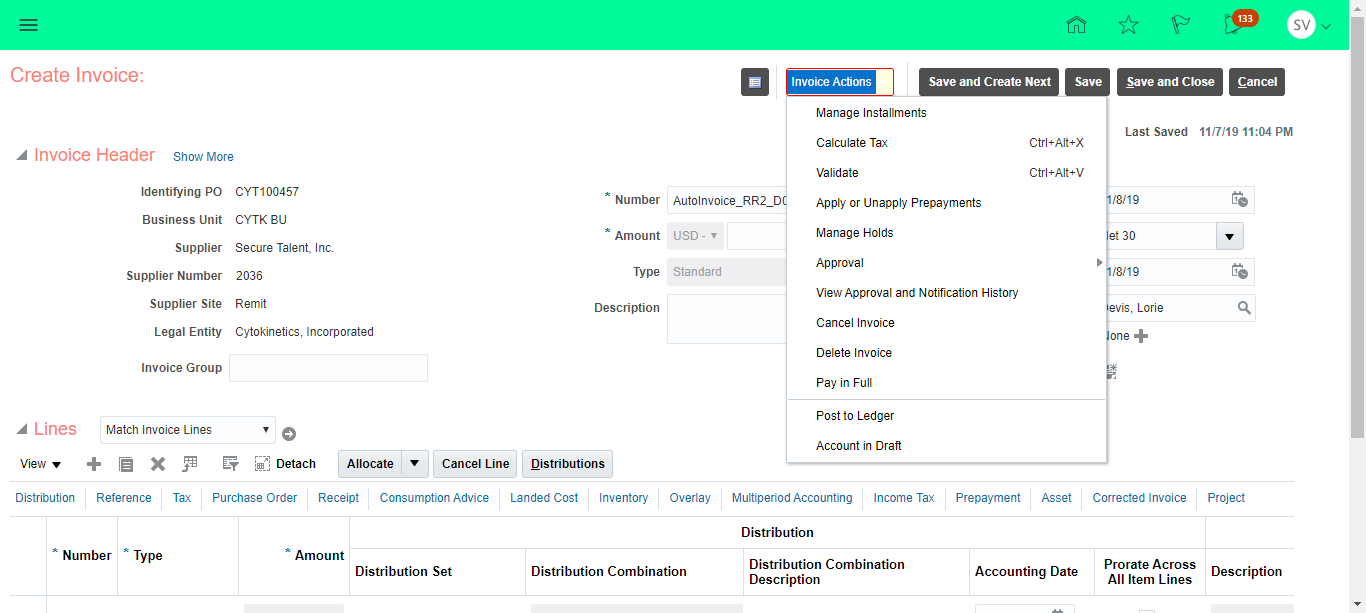 133
SV
Create Invoice:
Invoice Actions
Save and Create Next
Save
Save and Close
Cancel
Manage Installments
Calculate Tax Ctrl+Alt+X
Validate Ctrl+Alt+V
Apply or Unapply Prepayments
Manage Holds
Approval
View Approval and Notification History
Cancel Invoice
Delete Invoice
Pay in Full
Post to Ledger
Account in Draft
Last Saved 11/7/19 11:04 PM
Invoice Header Show More
Identifying PO CYT100457
Business Unit CYTK BU
Supplier Secure Talent, Inc.
Supplier Number 2036
Supplier Site Remit
Legal Entity Cytokinetics, Incorporated
Invoice Group
* Number AutoInvoice_RR2_D0
* Amount USD -
Type Standard
Description
1/8/19
et 30
1/8/19
evis, Lorie
one
Lines Match Invoice Lines
View
Detach
Allocate
Cancel Line
Distributions
Distribution Reference Tax Purchase Order Receipt Consumption Advice Landed Cost Inventory Overlay Multiperiod Accounting Income Tax Prepayment Asset Corrected Invoice Project
Distribution
* Number * Type * Amount
Distribution Set
Distribution Combination
Distribution Combination
Description
Accounting Date
Prorate Across
All Item Lines
Description